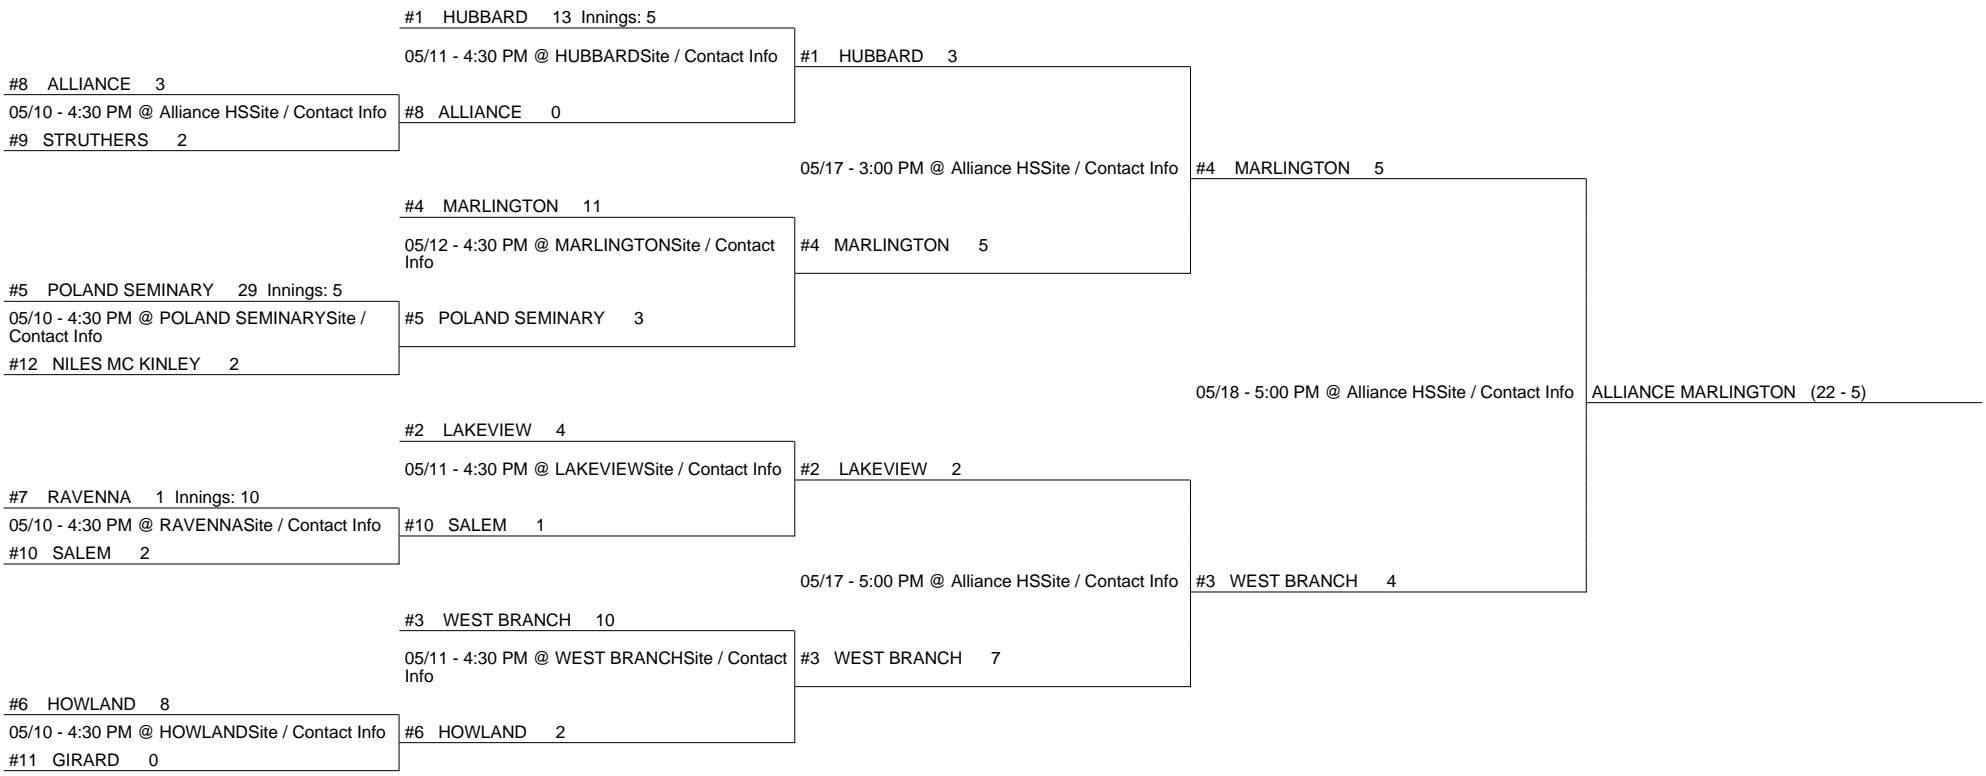 #1 HUBBARD 13 Innings: 5
05/11 - 4:30 PM @ HUBBARDSite / Contact Info
#1 HUBBARD 3
#8 ALLIANCE 3
05/10 - 4:30 PM @ Alliance HSSite / Contact Info
#8 ALLIANCE 0
#9 STRUTHERS 2
05/17 - 3:00 PM @ Alliance HSSite / Contact Info
#4 MARLINGTON 5
#4 MARLINGTON 11
05/12 - 4:30 PM @ MARLINGTONSite / Contact
Info
#4 MARLINGTON 5
#5 POLAND SEMINARY 29 Innings: 5
05/10 - 4:30 PM @ POLAND SEMINARYSite /
Contact Info
#5 POLAND SEMINARY 3
#12 NILES MC KINLEY 2
05/18 - 5:00 PM @ Alliance HSSite / Contact Info
ALLIANCE MARLINGTON (22 - 5)
#2 LAKEVIEW 4
05/11 - 4:30 PM @ LAKEVIEWSite / Contact Info
#2 LAKEVIEW 2
#7 RAVENNA 1 Innings: 10
05/10 - 4:30 PM @ RAVENNASite / Contact Info
#10 SALEM 1
#10 SALEM 2
05/17 - 5:00 PM @ Alliance HSSite / Contact Info
#3 WEST BRANCH 4
#3 WEST BRANCH 10
05/11 - 4:30 PM @ WEST BRANCHSite / Contact
Info
#3 WEST BRANCH 7
#6 HOWLAND 8
05/10 - 4:30 PM @ HOWLANDSite / Contact Info
#6 HOWLAND 2
#11 GIRARD 0